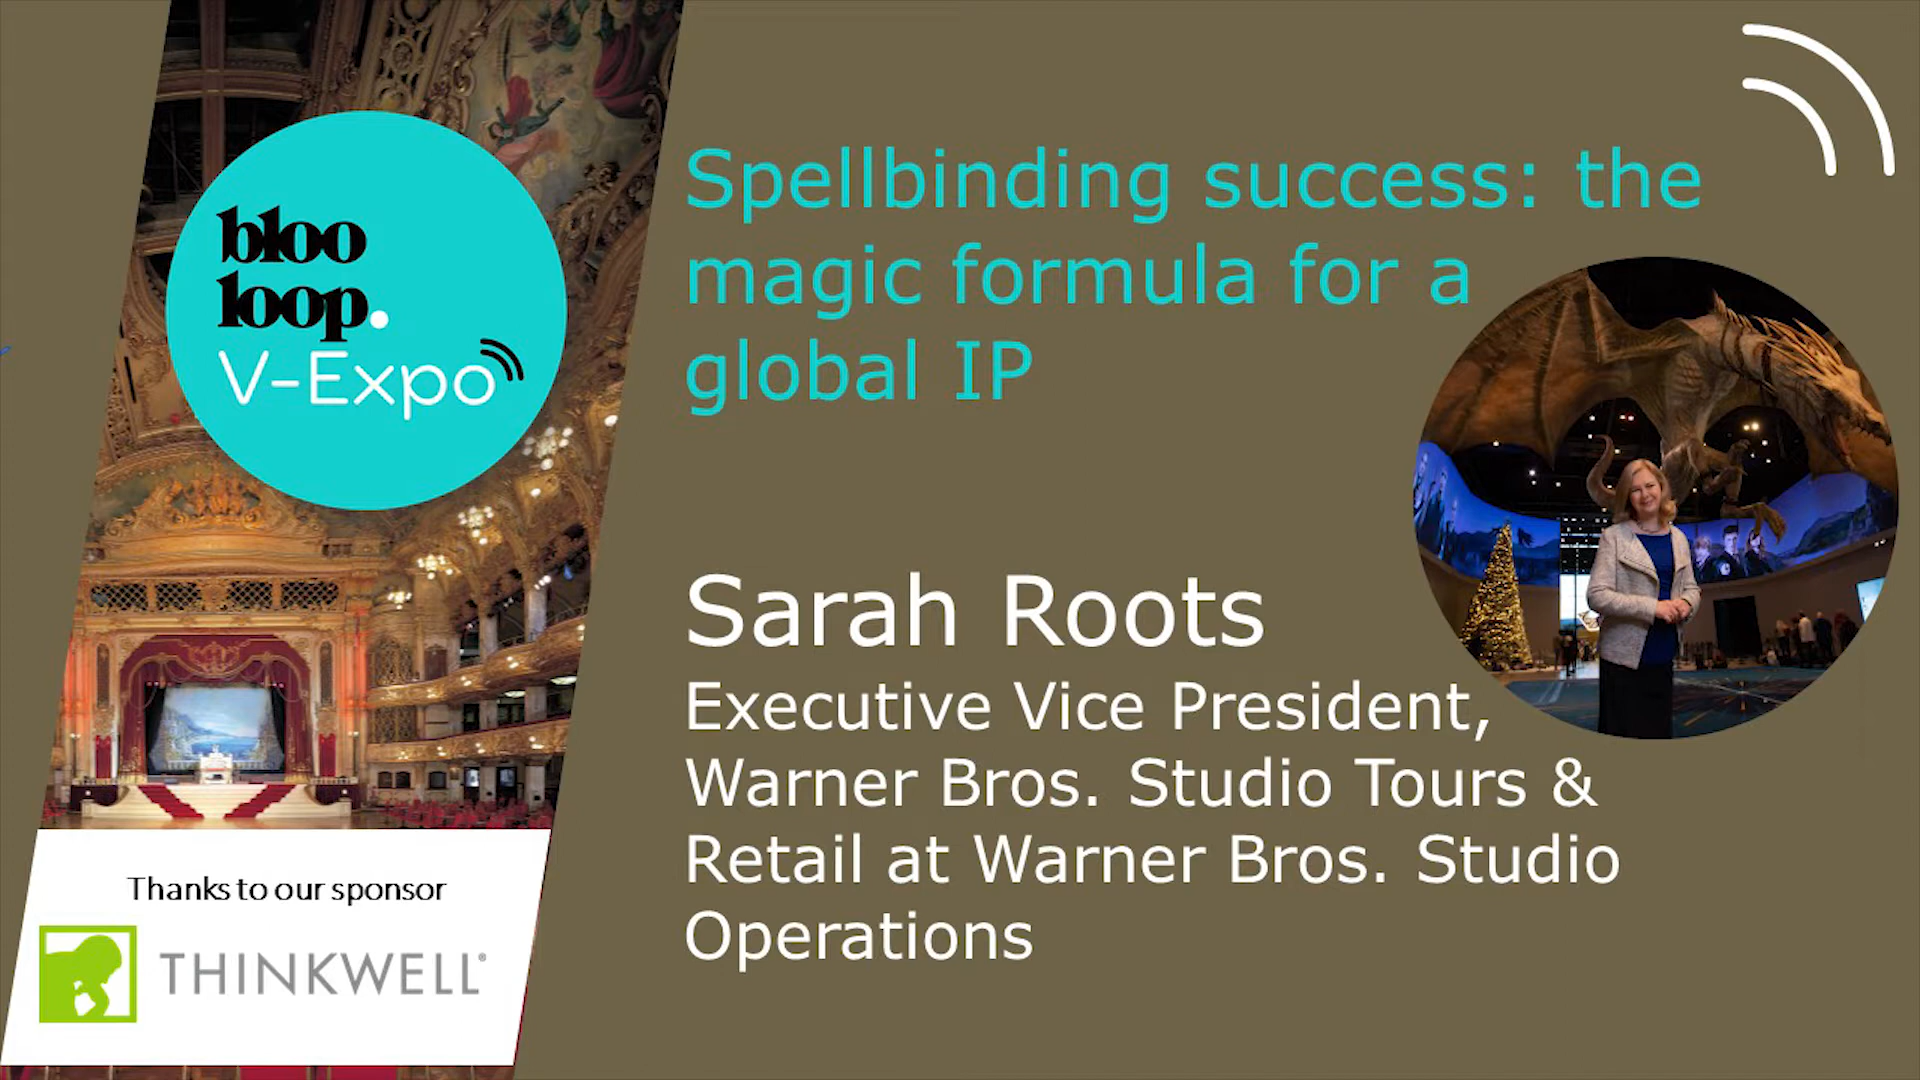 bloo
loop.
V-Expo
Spellbinding success: the
magic formula for a
global IP
Sarah Roots
Executive Vice President,
Warner Bros. Studio Tours &
Retail at Warner Bros. Studio
Operations
Thanks to our sponsor
THINKWELL®